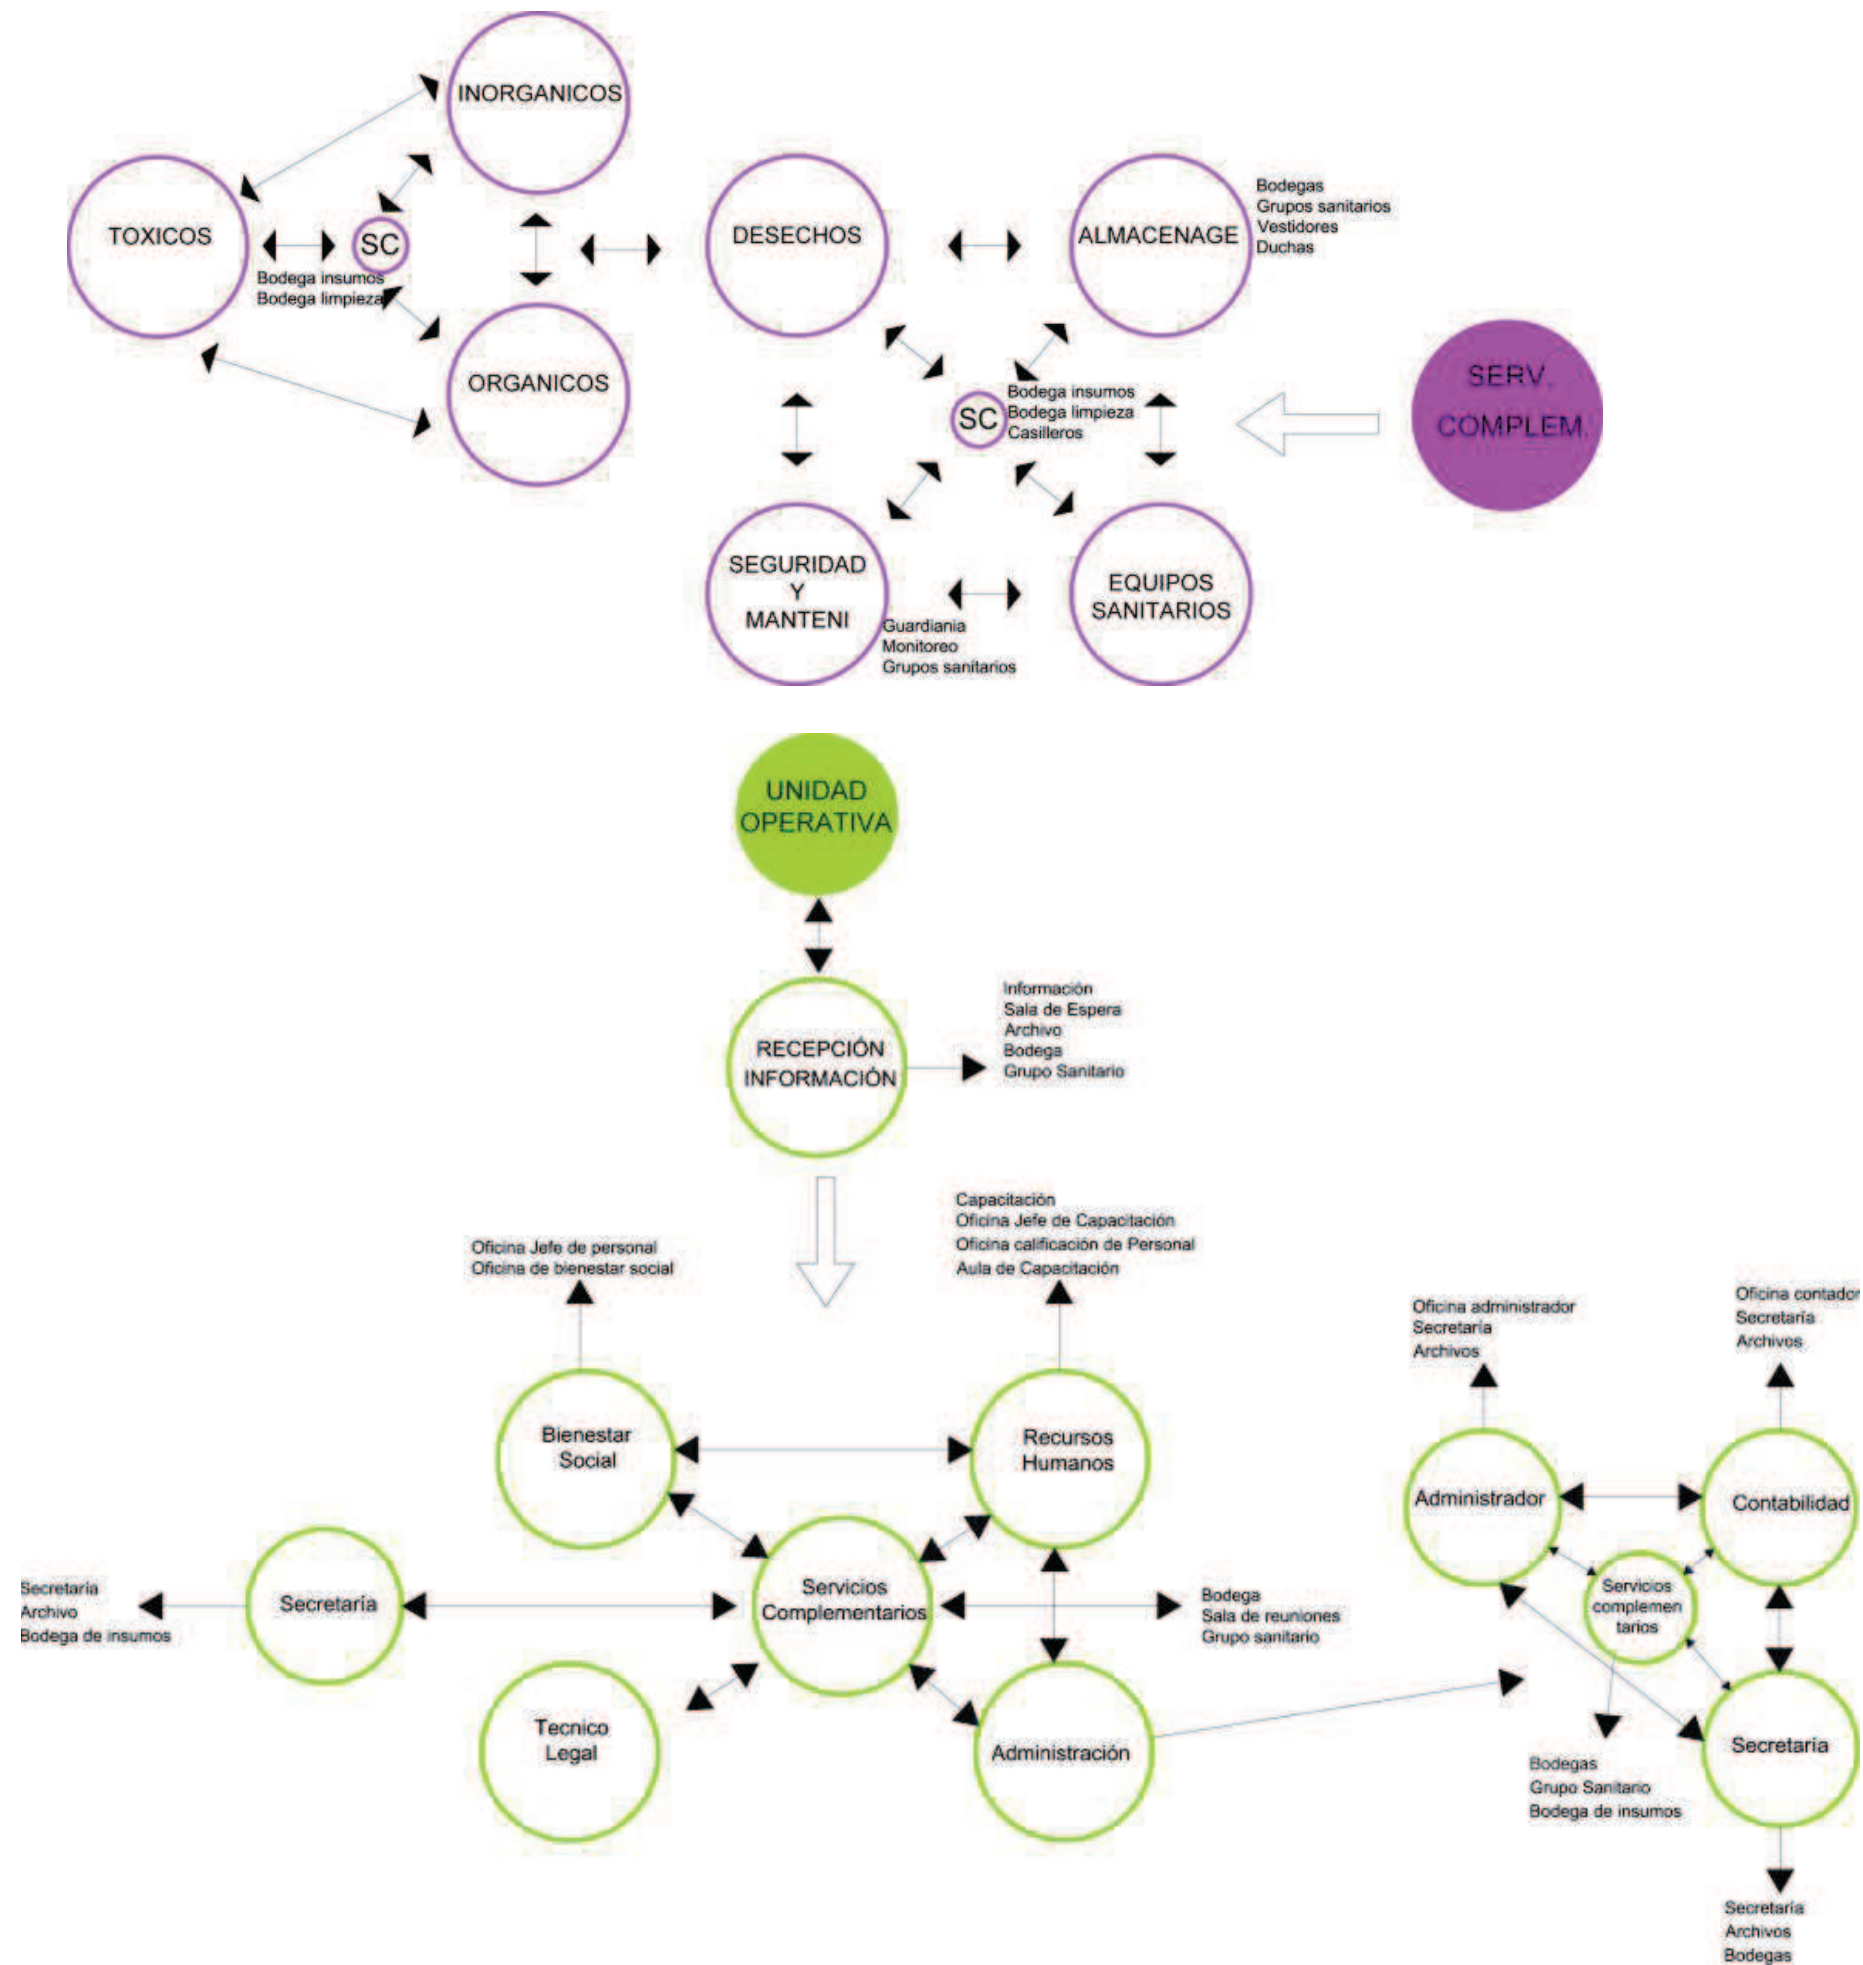 INORGANICOS
TOXICOS
SC
Bodega insumos
Bodega limpieza
ORGANICOS
DESECHOS
ALMACENAGE
Bodegas
Grupos sanitarios
Vestidores
Duchas
SC
Bodega insumos
Bodega limpieza
Casilleros
SERV.
COMPLEM.
SEGURIDAD
Y
MANTENI
Guardiania
Monitoreo
Grupos sanitarios
EQUIPOS
SANITARIOS
UNIDAD
OPERATIVA
RECEPCIÓN
INFORMACIÓN
Información
Sala de Espera
Archivo
Bodega
Grupo Sanitario
Oficina Jefe de personal
Oficina de bienestar social
Capacitación
Oficina Jefe de Capacitación
Oficina calificación de Personal
Aula de Capacitación
Bienestar
Social
Recursos
Humanos
Secretaría
Archivo
Bodega de insumos
Secretaría
Servicios
Complementarios
Bodega
Sala de reuniones
Grupo sanitario
Tecnico
Legal
Administración
Oficina administrador
Secretaría
Archivos
Oficina contador
Secretaría
Archivos
Administrador
Contabilidad
Servicios
complemen
tarios
Secretaria
Bodegas
Grupo Sanitario
Bodega de insumos
Secretaría
Archivos
Bodegas